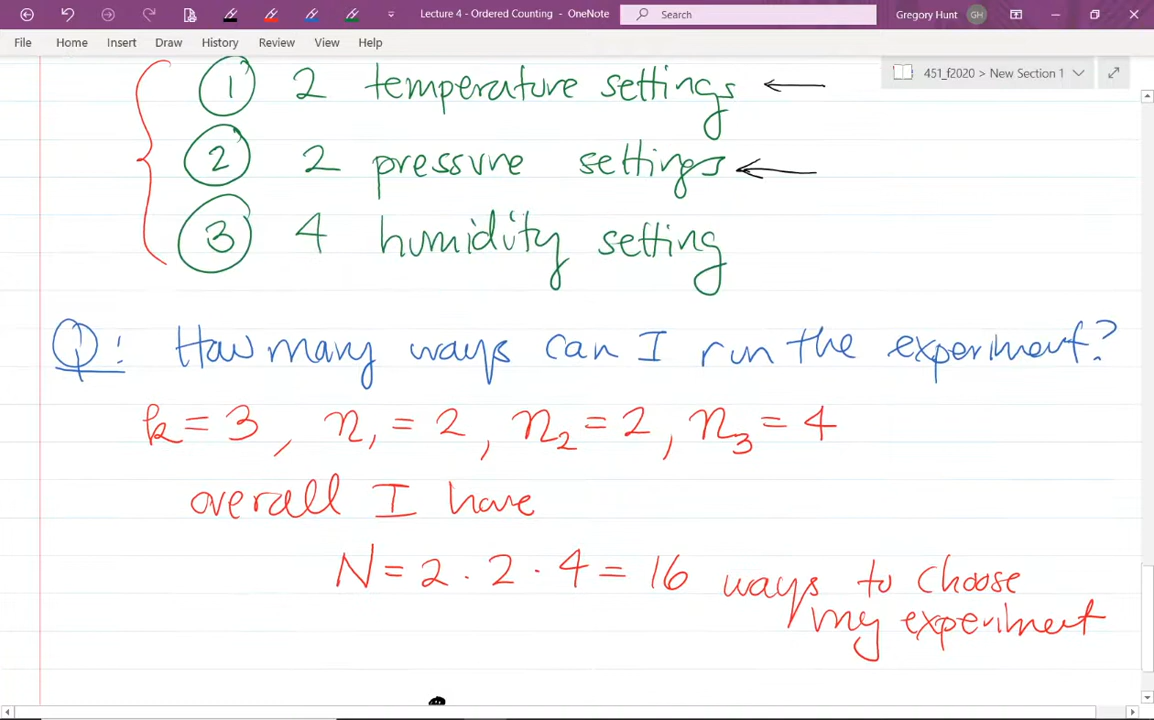 Lecture 4 - Ordered Counting - OneNote
Search
Gregory Hunt
GH
File Home Insert Draw History Review View Help
451_f2020 > New Section 1
1 2 temperature settings ←
2 2 pressure settings ←
3 4 humidity setting
Q: How many ways can I run the experiment?
k = 3, n₁ = 2, n₂ = 2, n₃ = 4
overall I have
N = 2 · 2 · 4 = 16 ways to choose
my experiment